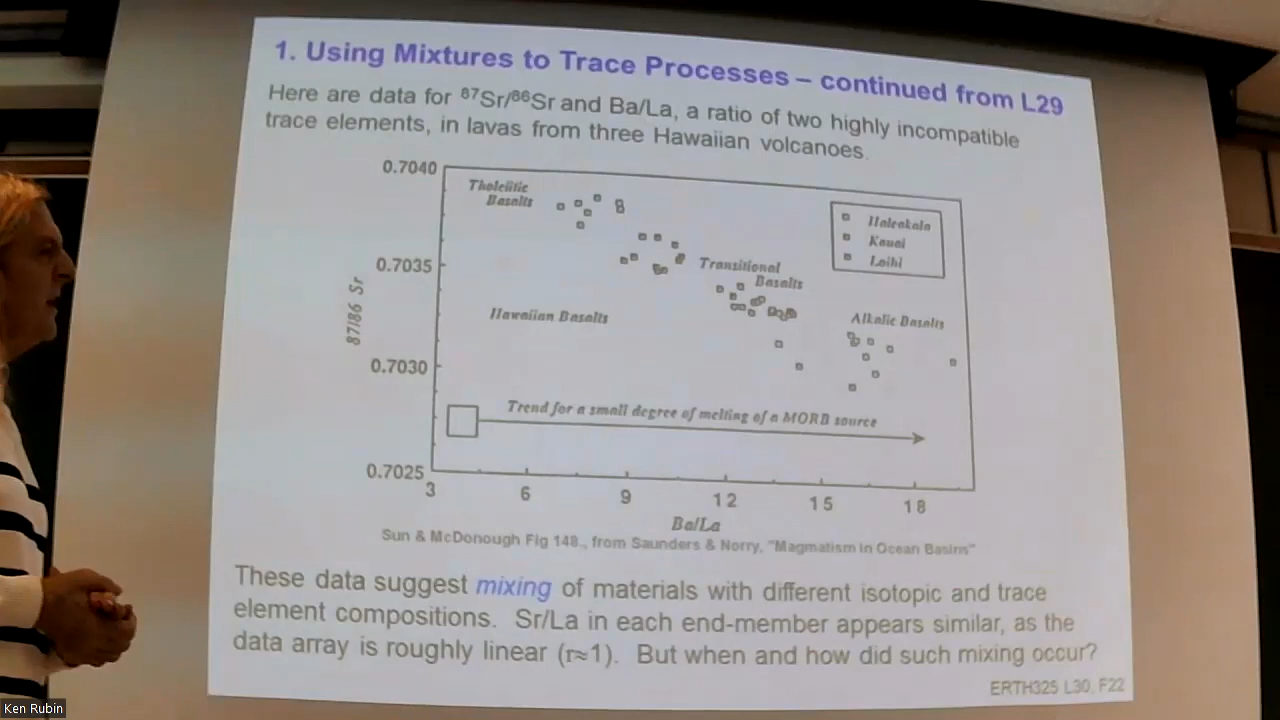 1. Using Mixtures to Trace Processes – continued from L29
Here are data for ⁸⁷Sr/⁸⁶Sr and Ba/La, a ratio of two highly incompatible
trace elements, in lavas from three Hawaiian volcanoes.
0.7040
Tholeiitic
Basalts
Haleakala
Kauai
Loihi
0.7035
Transitional
Basalts
87/86 Sr
Hawaiian Basalts
Alkalic Basalts
0.7030
Trend for a small degree of melting of a MORB source
0.7025
3 6 9 12 15 18
Ba/La
Sun & McDonough Fig 148., from Saunders & Norry, "Magmatism in Ocean Basins"
These data suggest mixing of materials with different isotopic and trace
element compositions. Sr/La in each end-member appears similar, as the
data array is roughly linear (r≈1). But when and how did such mixing occur?
ERTH325 L30, F22
Ken Rubin